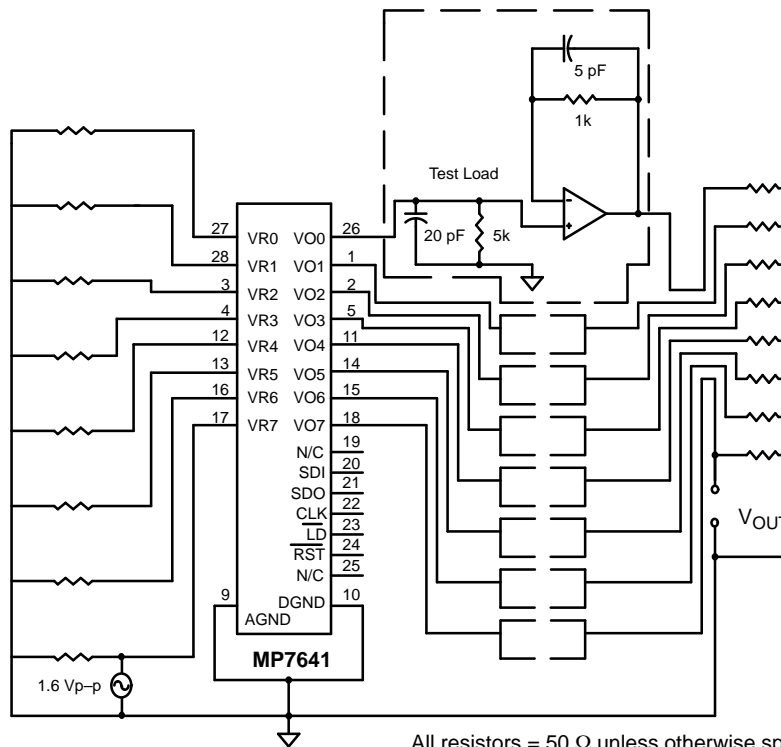 5 pF
1k
Test Load
20 pF
5k
27 VR0 VO0 26
28 VR1 VO1 1
3 VR2 VO2 2
4 VR3 VO3 5
12 VR4 VO4 11
13 VR5 VO5 14
16 VR6 VO6 15
17 VR7 VO7 18
N/C 19
SDI 20
SDO 21
CLK 22
LD 23
RST 24
N/C 25
9 DGND 10
AGND
MP7641
1.6 Vp–p
+
-
VOUT
All resistors = 50 Ω unless otherwise sp